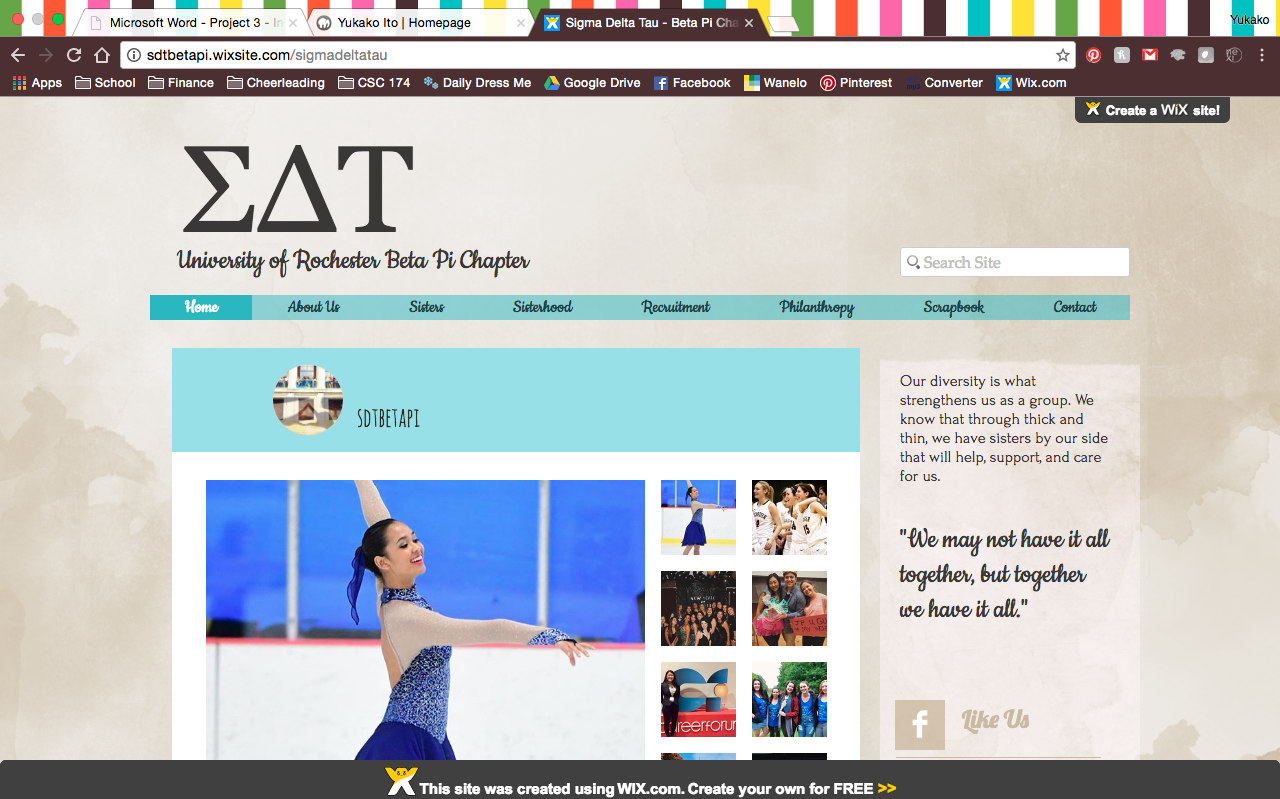 Microsoft Word - Project 3 - In
Yukako Ito | Homepage
Sigma Delta Tau - Beta Pi Cha
Yukako
sdtbetapi.wixsite.com/sigmadeltatau
Apps School Finance Cheerleading CSC 174 Daily Dress Me Google Drive Facebook Wanelo Pinterest Converter Wix.com
Create a WiX site!
ΣΔΤ
University of Rochester Beta Pi Chapter
Search Site
Home About Us Sisters Sisterhood Recruitment Philanthropy Scrapbook Contact
SDTBETAPI
Our diversity is what
strengthens us as a group. We
know that through thick and
thin, we have sisters by our side
that will help, support, and care
for us.
"We may not have it all
together, but together
we have it all."
NEW
careerforum
f Like Us
This site was created using WIX.com. Create your own for FREE >>